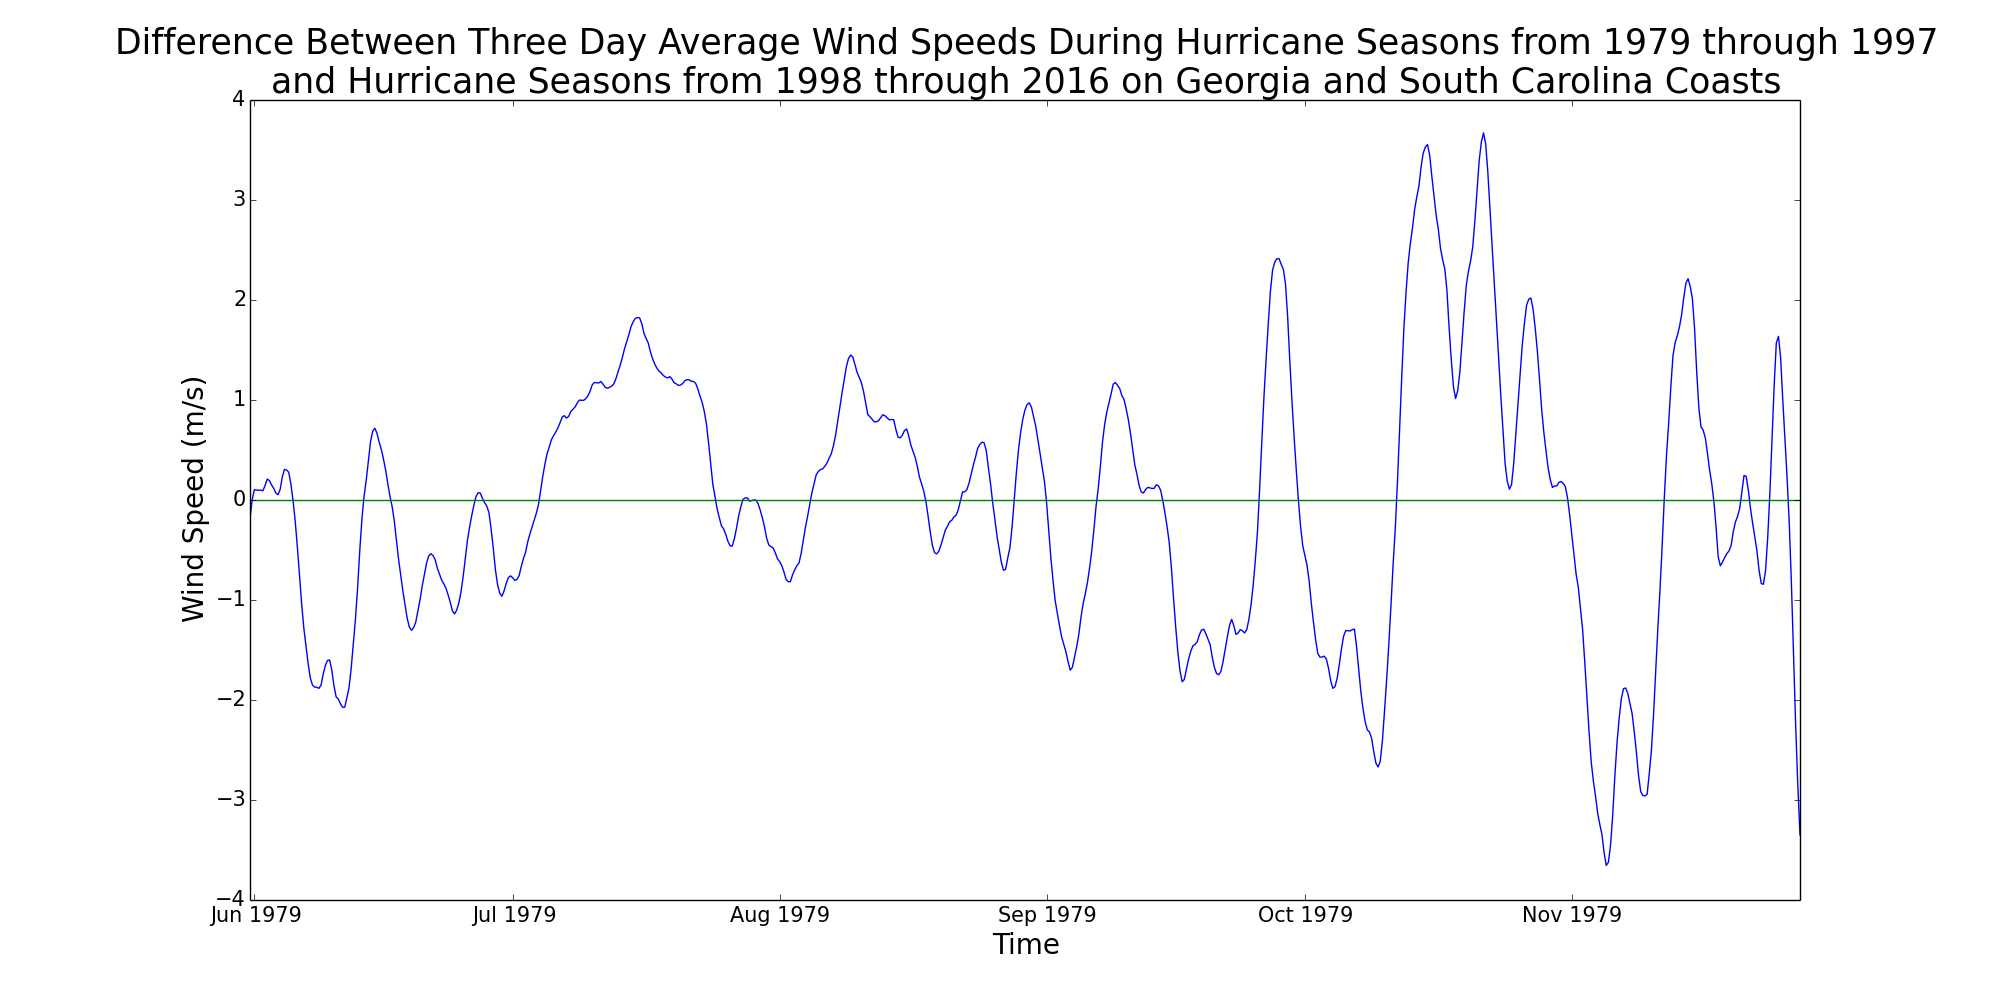 Difference Between Three Day Average Wind Speeds During Hurricane Seasons from 1979 through 1997
and Hurricane Seasons from 1998 through 2016 on Georgia and South Carolina Coasts
4
3
2
1
0
−1
−2
−3
−4
Wind Speed (m/s)
Jun 1979 Jul 1979 Aug 1979 Sep 1979 Oct 1979 Nov 1979
Time